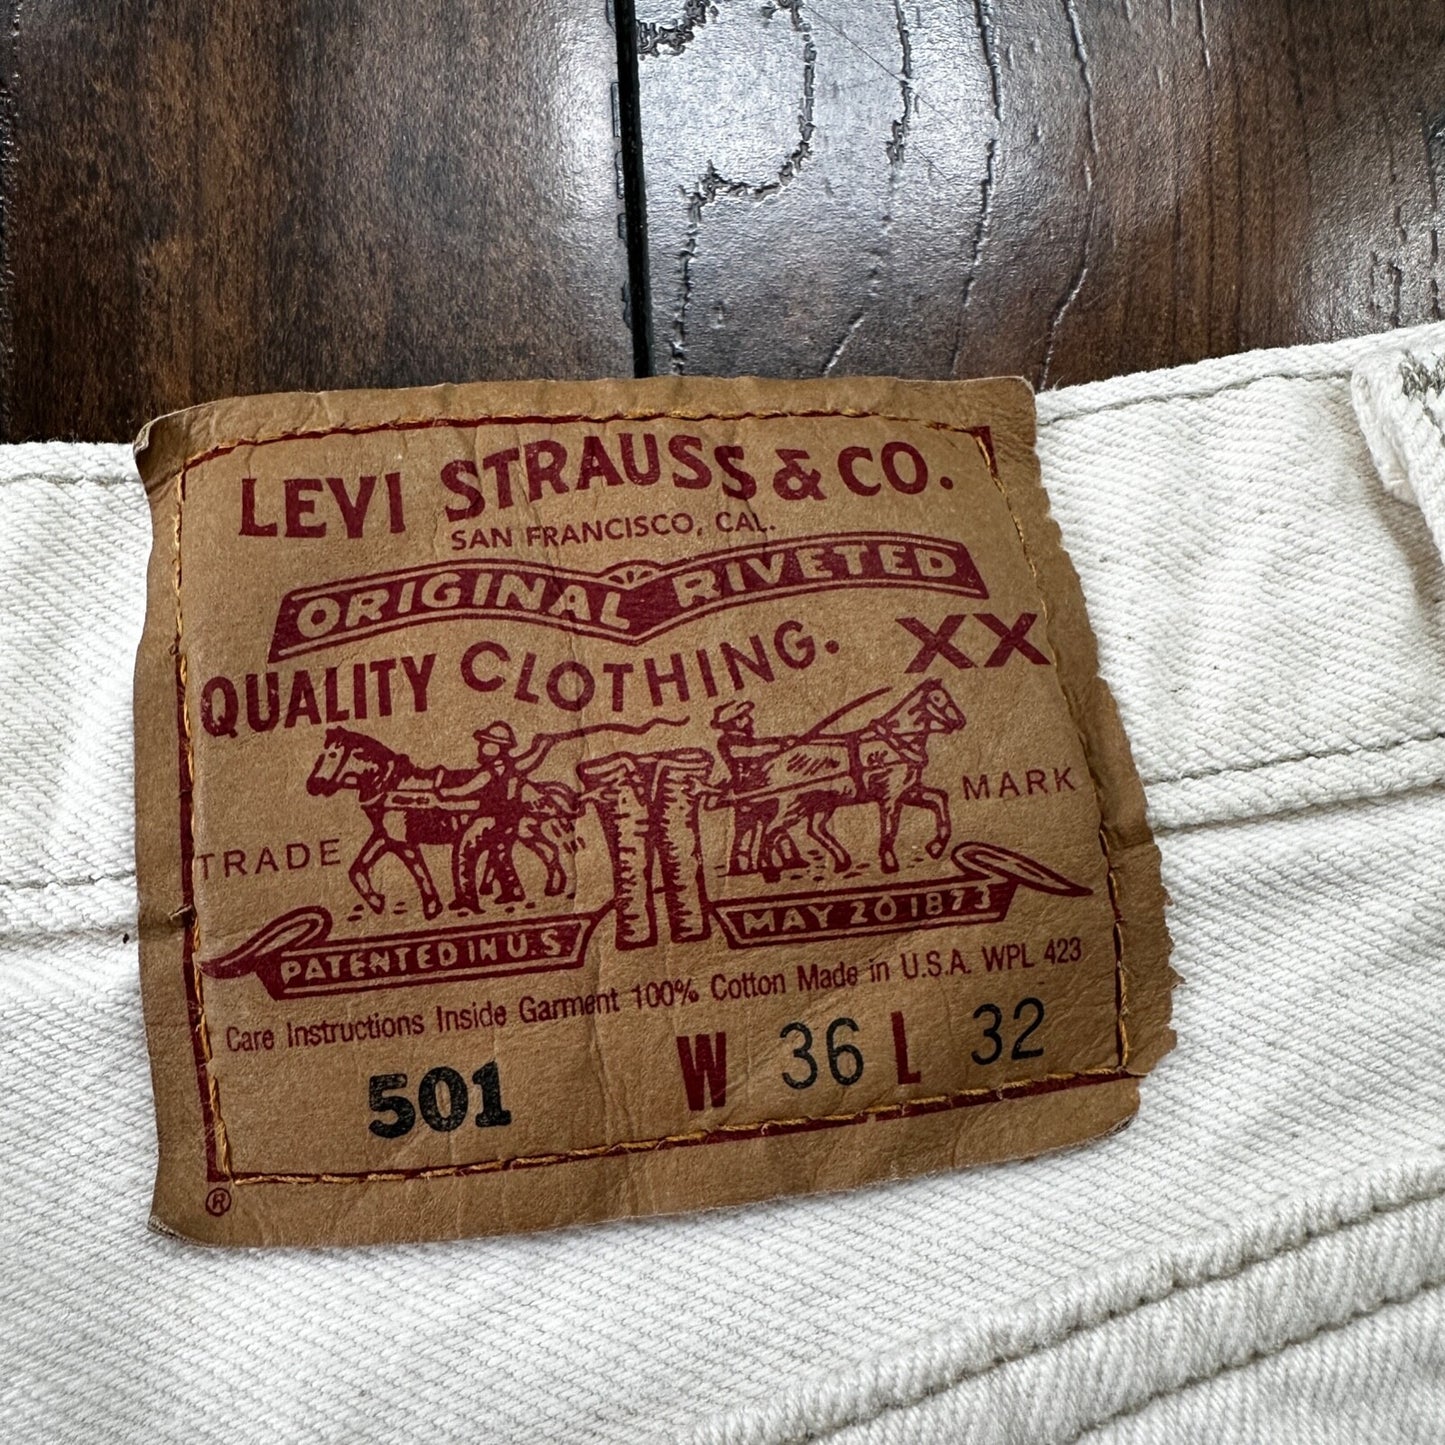 LEVI STRAUSS & CO.
SAN FRANCISCO, CAL.
ORIGINAL RIVETED
QUALITY CLOTHING. XX
TRADE MARK
PATENTED IN U.S MAY 20 1873
Care Instructions Inside Garment 100% Cotton Made in U.S.A. WPL 423
501 W 36 L 32
®